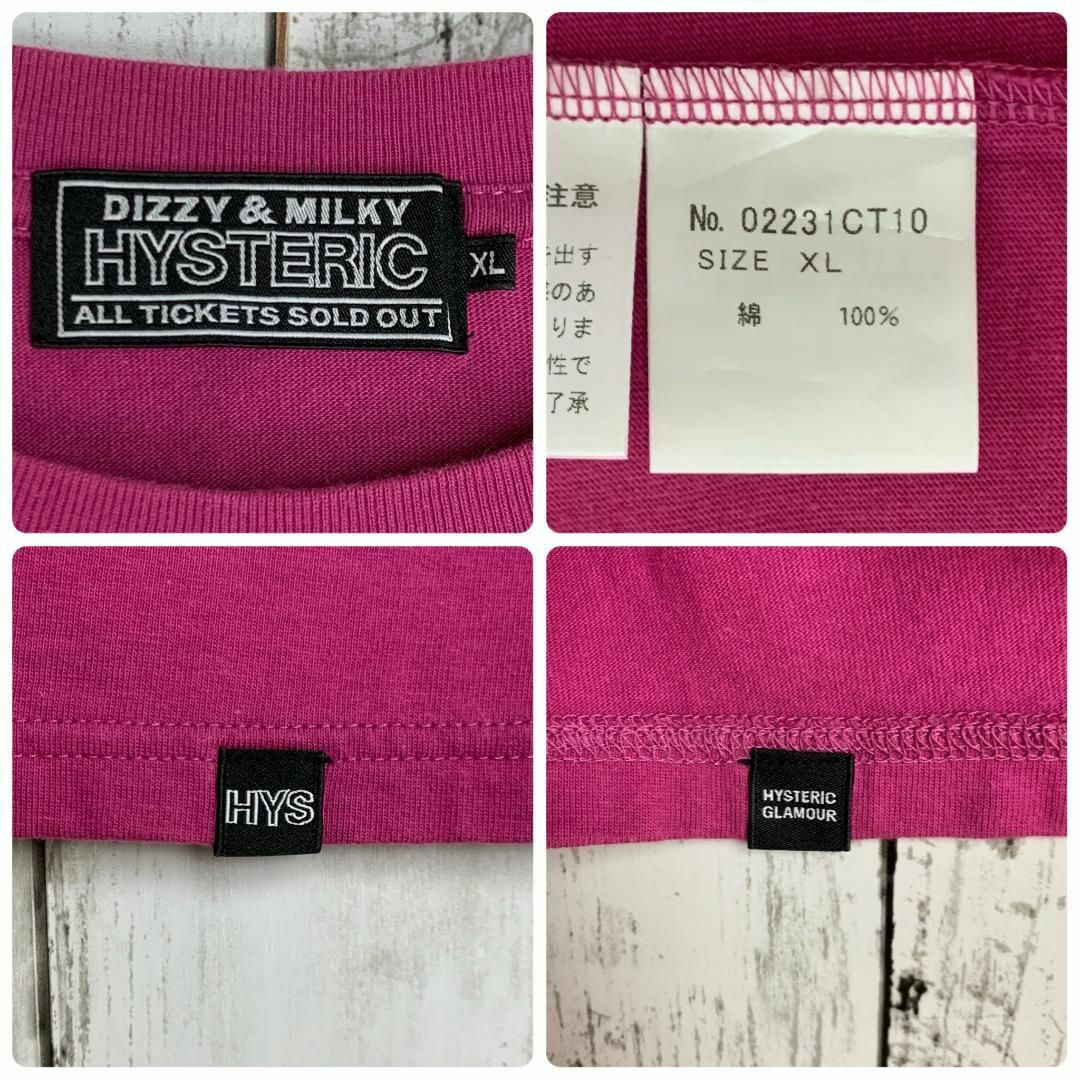 DIZZY & MILKY
HYSTERIC
ALL TICKETS SOLD OUT
XL
注意
を出す
のあ
りま
性で
了承
No. 02231CT10
SIZE XL
綿 100%
HYS
HYSTERIC
GLAMOUR